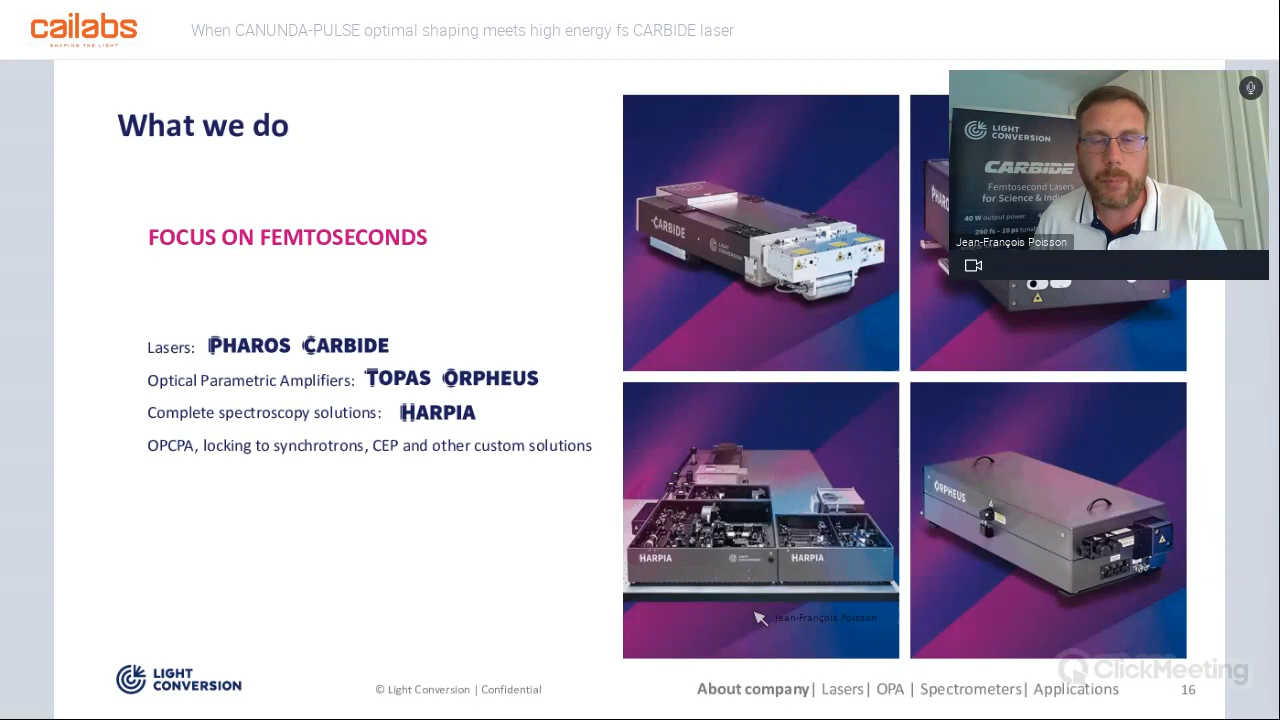 cailabs
SHAPING THE LIGHT
When CANUNDA-PULSE optimal shaping meets high energy fs CARBIDE laser
What we do
FOCUS ON FEMTOSECONDS
Lasers: PHAROS CARBIDE
Optical Parametric Amplifiers: TOPAS ORPHEUS
Complete spectroscopy solutions: HARPIA
OPCPA, locking to synchrotrons, CEP and other custom solutions
CARBIDE
PHARO
LIGHT
CONVERSION
CARBIDE
Femtosecond Lasers
for Science & Indu
40 W output power
290 fs – 10 ps tuna
Jean-François Poisson
HARPIA
LIGHT CONVERSION
HARPIA
ORPHEUS
Jean-François Poisson
LIGHT
CONVERSION
© Light Conversion | Confidential
About company| Lasers| OPA | Spectrometers| Applications
16
ClickMeeting